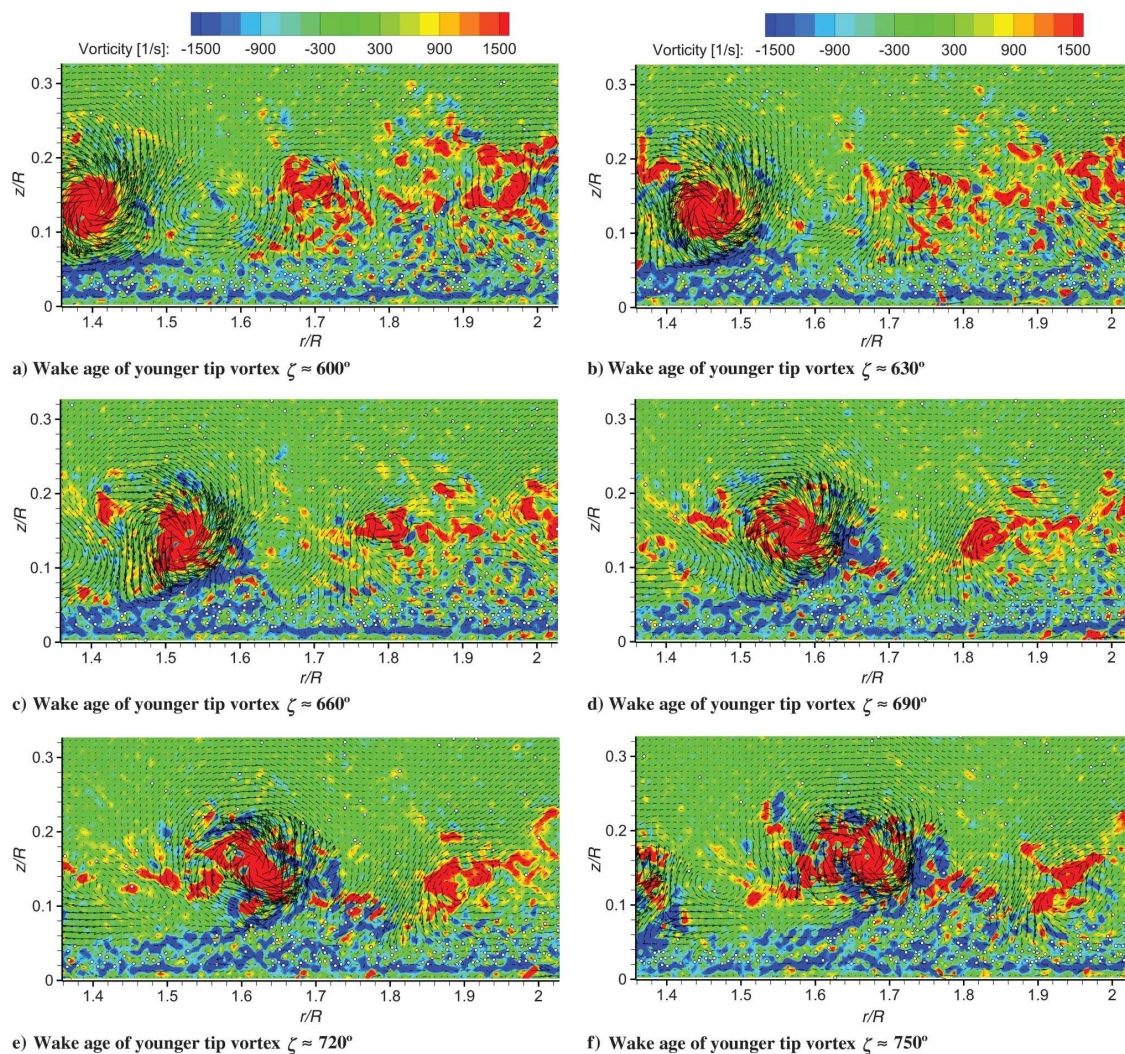 Vorticity [1/s]: -1500 -900 -300 300 900 1500
Vorticity [1/s]: -1500 -900 -300 300 900 1500
z/R
0.3
0.2
0.1
0
1.4 1.5 1.6 1.7 1.8 1.9 2
r/R
a) Wake age of younger tip vortex ζ ≈ 600º
z/R
0.3
0.2
0.1
0
1.4 1.5 1.6 1.7 1.8 1.9 2
r/R
b) Wake age of younger tip vortex ζ ≈ 630º
z/R
0.3
0.2
0.1
0
1.4 1.5 1.6 1.7 1.8 1.9 2
r/R
c) Wake age of younger tip vortex ζ ≈ 660º
z/R
0.3
0.2
0.1
0
1.4 1.5 1.6 1.7 1.8 1.9 2
r/R
d) Wake age of younger tip vortex ζ ≈ 690º
z/R
0.3
0.2
0.1
0
1.4 1.5 1.6 1.7 1.8 1.9 2
r/R
e) Wake age of younger tip vortex ζ ≈ 720º
z/R
0.3
0.2
0.1
0
1.4 1.5 1.6 1.7 1.8 1.9 2
r/R
f) Wake age of younger tip vortex ζ ≈ 750º